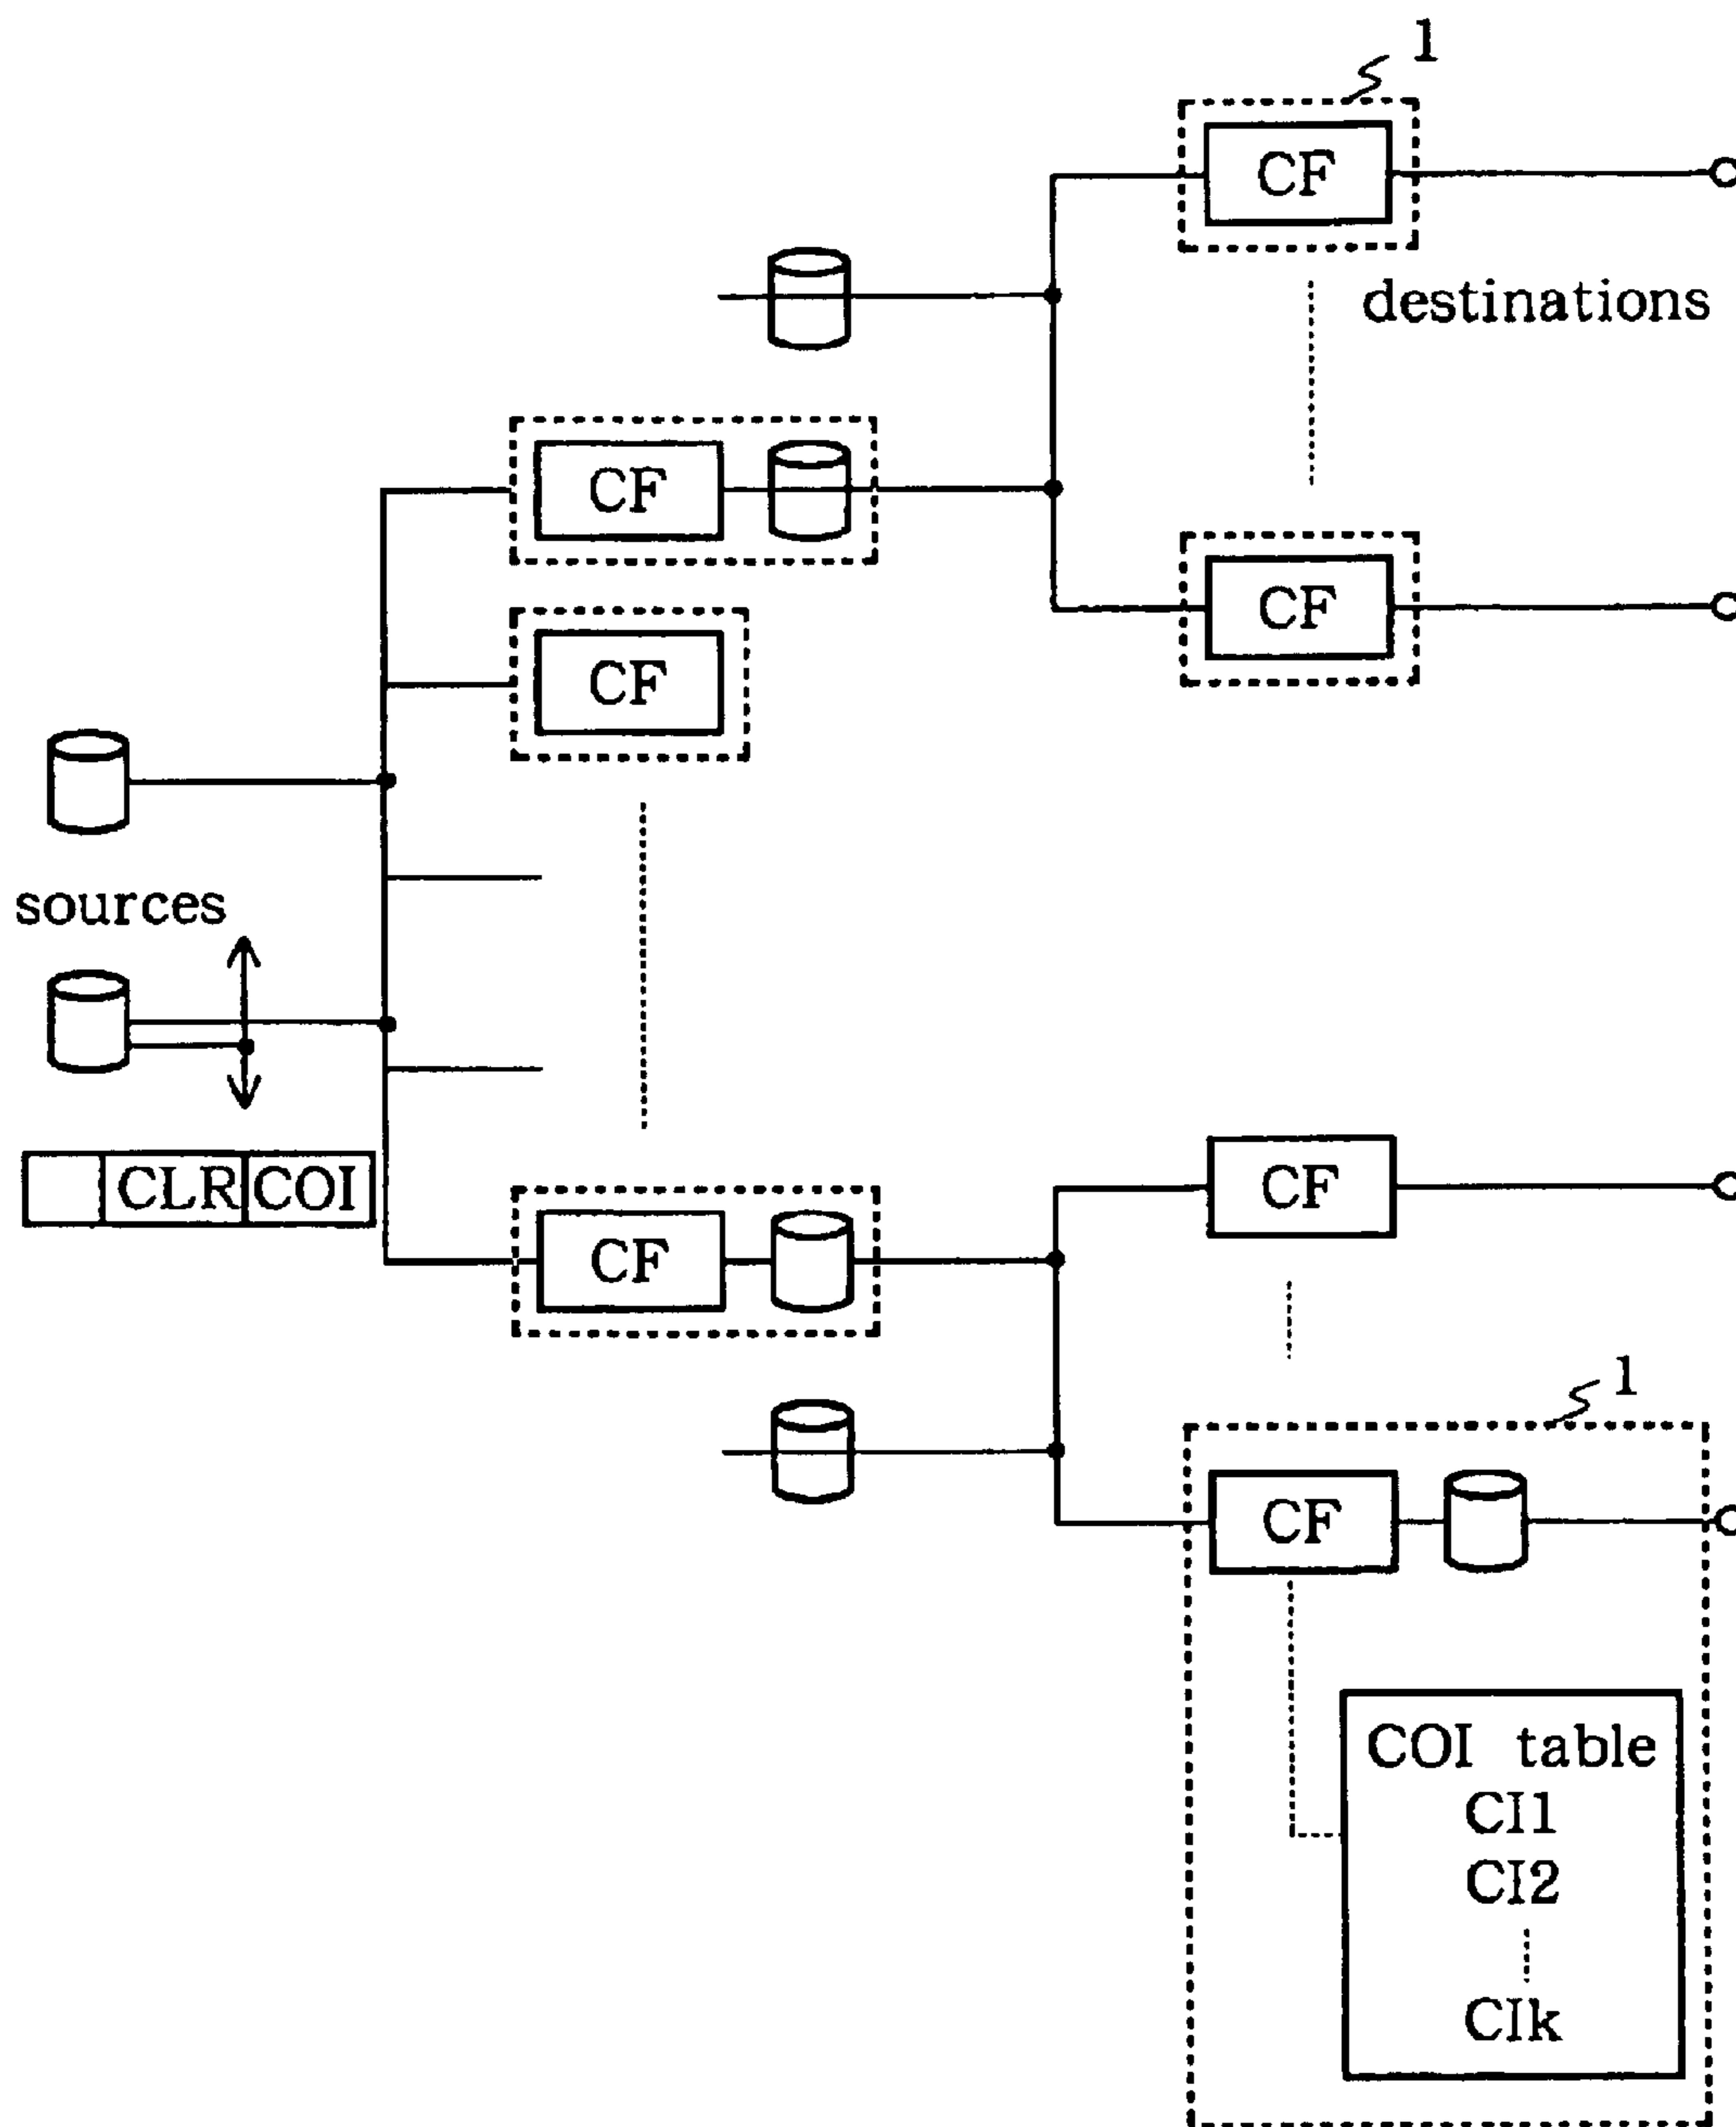 1
CF
destinations
CF
CF
CF
sources
CLR COI
CF
CF
1
CF
COI table
CI1
CI2
CIk